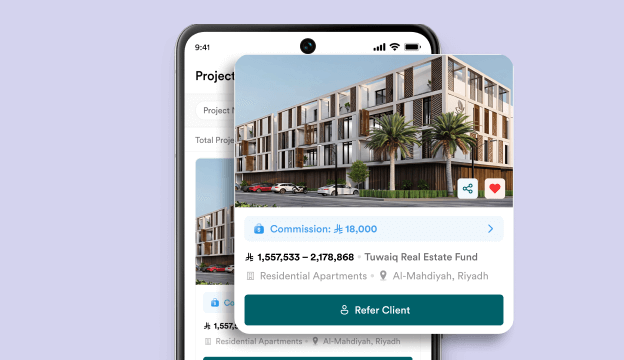 9:41
Project
Project
Total Proje
Commission: 18,000
1,557,533 – 2,178,868 • Tuwaiq Real Estate Fund
Residential Apartments • Al-Mahdiyah, Riyadh
Refer Client
Co
1,557,5
Residential Apartments • Al-Mahdiyah, Riyadh